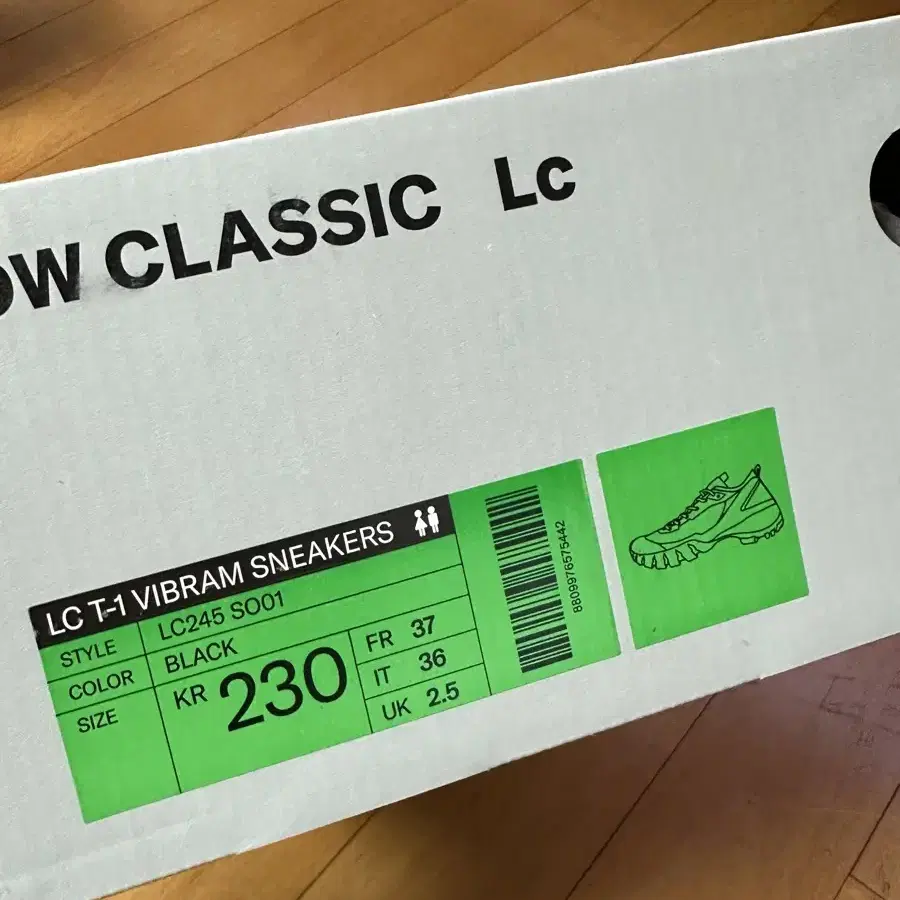 OW CLASSIC Lc
LC T-1 VIBRAM SNEAKERS
STYLE LC245 SO01
COLOR BLACK
SIZE KR 230
FR 37
IT 36
UK 2.5
8809976575442